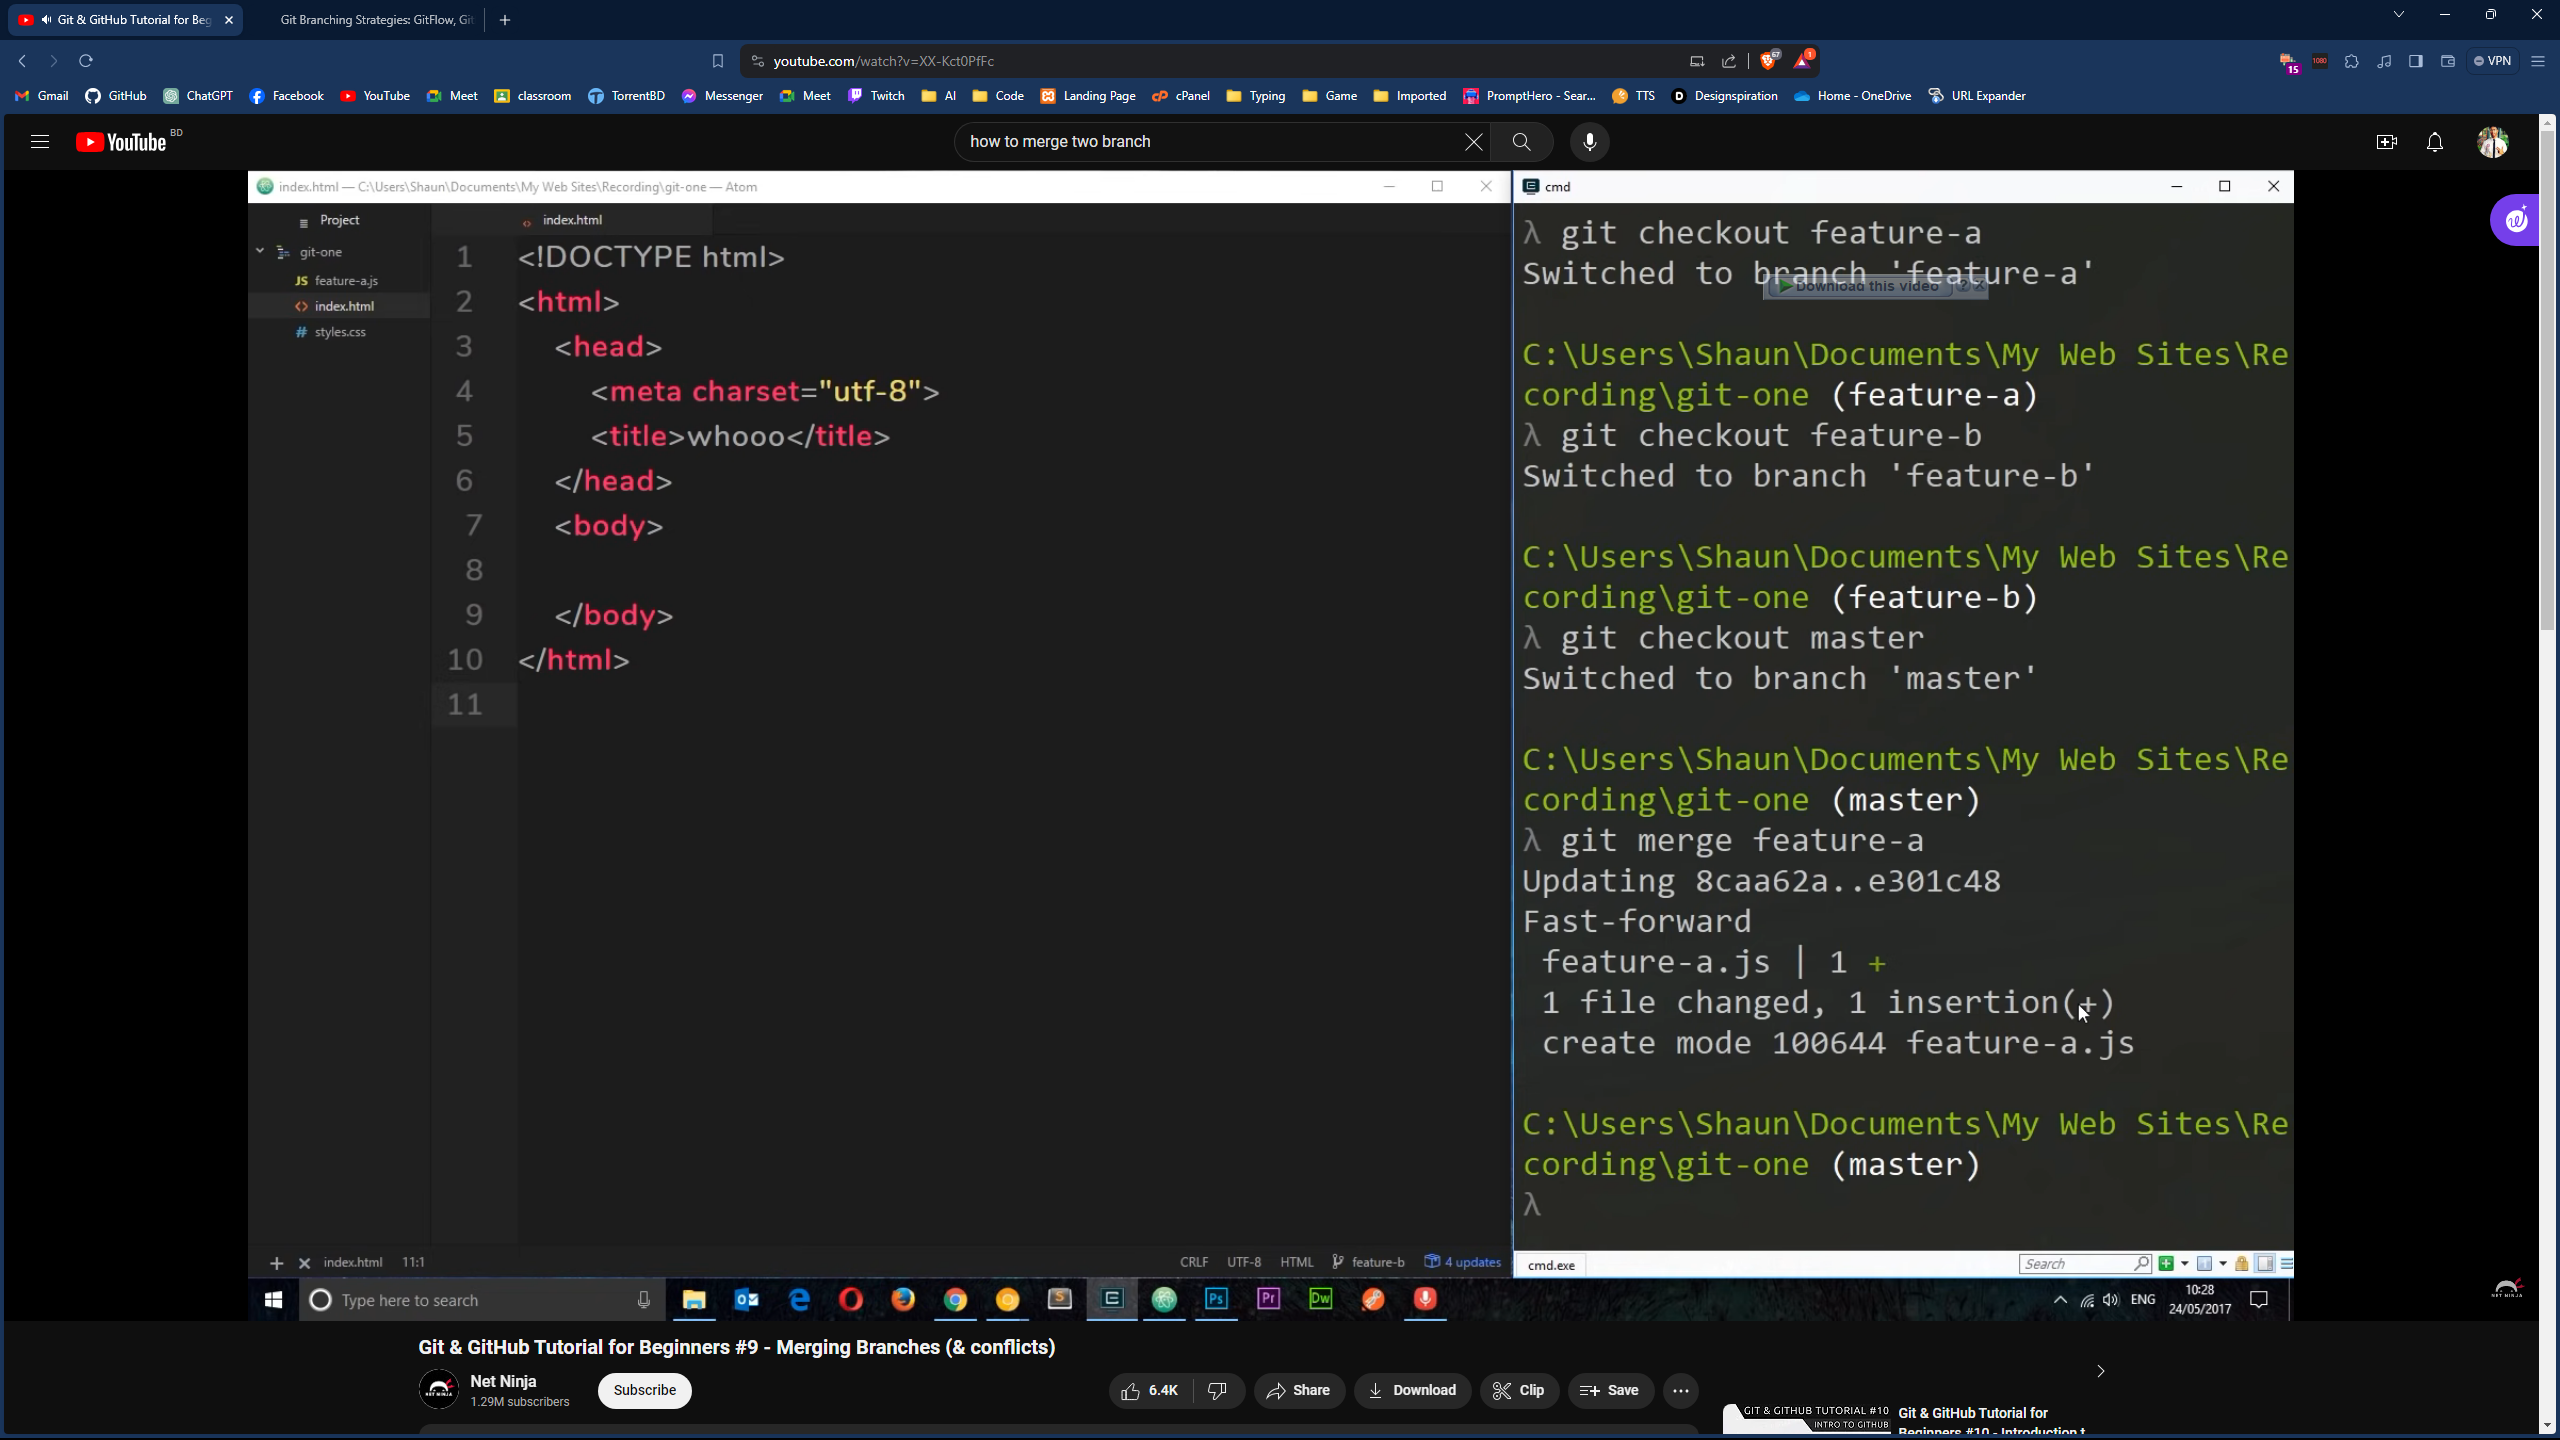 Git & GitHub Tutorial for Beg
Git Branching Strategies: GitFlow, Git
youtube.com/watch?v=XX-Kct0PfFc
67
1
15
1080
VPN
Gmail GitHub ChatGPT Facebook YouTube Meet classroom TorrentBD Messenger Meet Twitch AI Code Landing Page cPanel Typing Game Imported PromptHero - Sear... TTS Designspiration Home - OneDrive URL Expander
YouTube BD
how to merge two branch
index.html — C:\Users\Shaun\Documents\My Web Sites\Recording\git-one — Atom
Project
git-one
JS feature-a.js
<> index.html
# styles.css
index.html
1 <!DOCTYPE html>
2 <html>
3 <head>
4 <meta charset="utf-8">
5 <title>whooo</title>
6 </head>
7 <body>
8
9 </body>
10 </html>
11
+ × index.html 11:1
CRLF UTF-8 HTML feature-b 4 updates
cmd
λ git checkout feature-a
Switched to branch 'feature-a'
Download this video ?
C:\Users\Shaun\Documents\My Web Sites\Re
cording\git-one (feature-a)
λ git checkout feature-b
Switched to branch 'feature-b'
C:\Users\Shaun\Documents\My Web Sites\Re
cording\git-one (feature-b)
λ git checkout master
Switched to branch 'master'
C:\Users\Shaun\Documents\My Web Sites\Re
cording\git-one (master)
λ git merge feature-a
Updating 8caa62a..e301c48
Fast-forward
feature-a.js | 1 +
1 file changed, 1 insertion(+)
create mode 100644 feature-a.js
C:\Users\Shaun\Documents\My Web Sites\Re
cording\git-one (master)
λ
cmd.exe
Search
Type here to search
Ps Pr Dw
ENG
10:28
24/05/2017
NET NINJA
Git & GitHub Tutorial for Beginners #9 - Merging Branches (& conflicts)
NET NINJA
Net Ninja
1.29M subscribers
Subscribe
6.4K
Share
Download
Clip
Save
GIT & GITHUB TUTORIAL #10
INTRO TO GITHUB
Git & GitHub Tutorial for
Beginners #10 - Introduction t